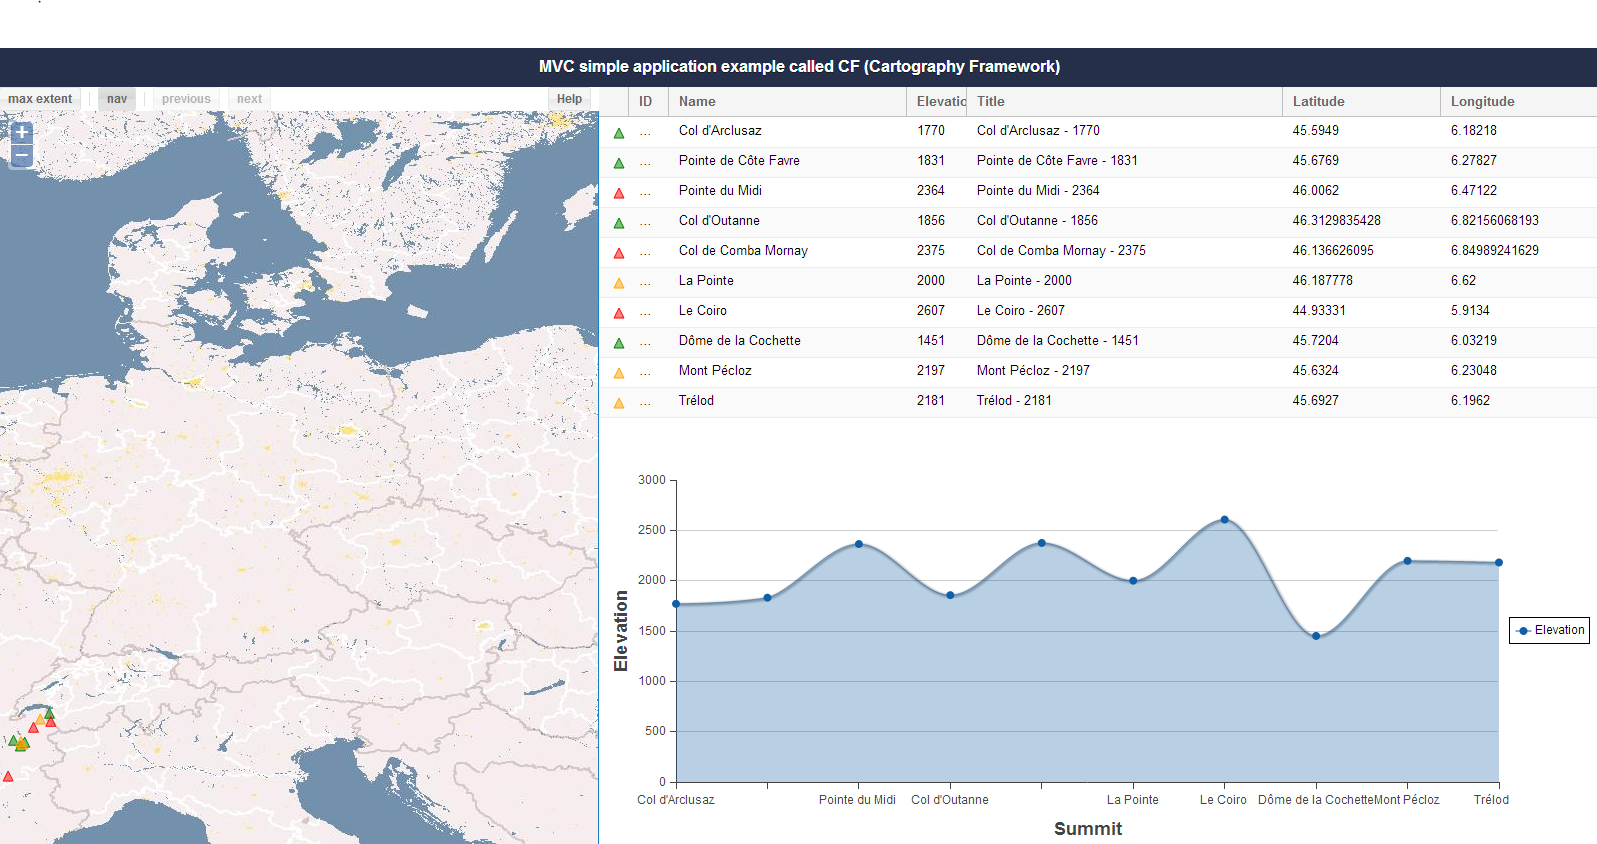 MVC simple application example called CF (Cartography Framework)
max extent nav previous next Help
+
−
ID Name Elevatio Title Latitude Longitude
... Col d'Arclusaz 1770 Col d'Arclusaz - 1770 45.5949 6.18218
... Pointe de Côte Favre 1831 Pointe de Côte Favre - 1831 45.6769 6.27827
... Pointe du Midi 2364 Pointe du Midi - 2364 46.0062 6.47122
... Col d'Outanne 1856 Col d'Outanne - 1856 46.3129835428 6.82156068193
... Col de Comba Mornay 2375 Col de Comba Mornay - 2375 46.136626095 6.84989241629
... La Pointe 2000 La Pointe - 2000 46.187778 6.62
... Le Coiro 2607 Le Coiro - 2607 44.93331 5.9134
... Dôme de la Cochette 1451 Dôme de la Cochette - 1451 45.7204 6.03219
... Mont Pécloz 2197 Mont Pécloz - 2197 45.6324 6.23048
... Trélod 2181 Trélod - 2181 45.6927 6.1962
3000
2500
2000
1500
1000
500
0
Elevation
Elevation
Col d'Arclusaz Pointe du Midi Col d'Outanne La Pointe Le Coiro Dôme de la Cochette Mont Pécloz Trélod
Summit